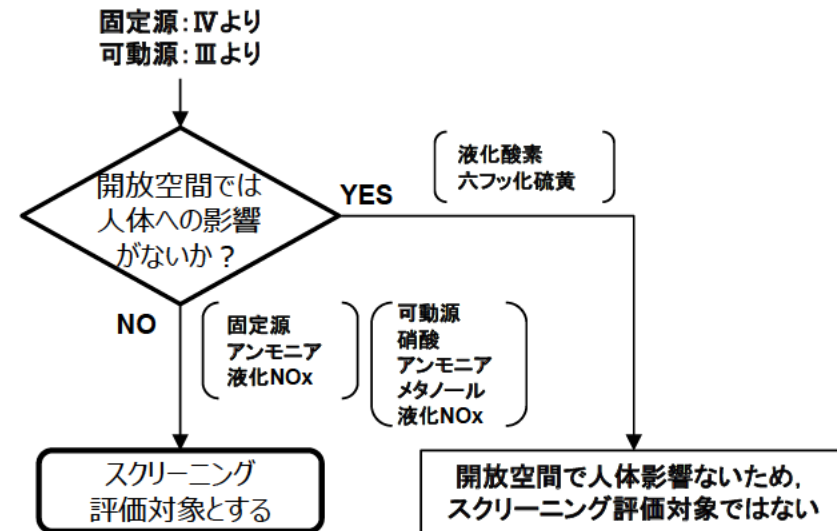 固定源：Ⅳより
可動源：Ⅲより
開放空間では
人体への影響
がないか？
YES
液化酸素
六フッ化硫黄
NO
固定源
アンモニア
液化NOx
可動源
硝酸
アンモニア
メタノール
液化NOx
スクリーニング
評価対象とする
開放空間で人体影響ないため，
スクリーニング評価対象ではない